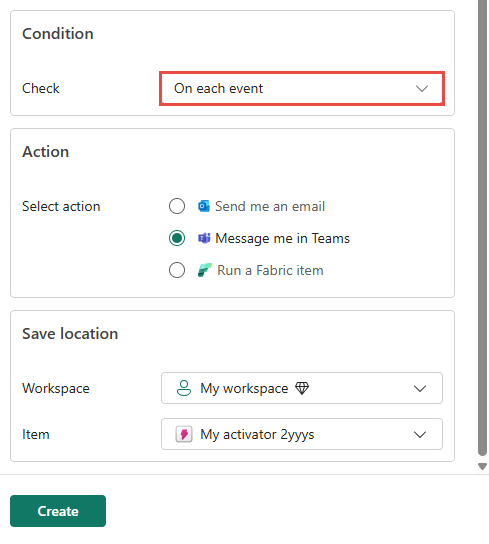 Condition
Check On each event
Action
Select action Send me an email
Message me in Teams
Run a Fabric item
Save location
Workspace My workspace
Item My activator 2yyys
Create